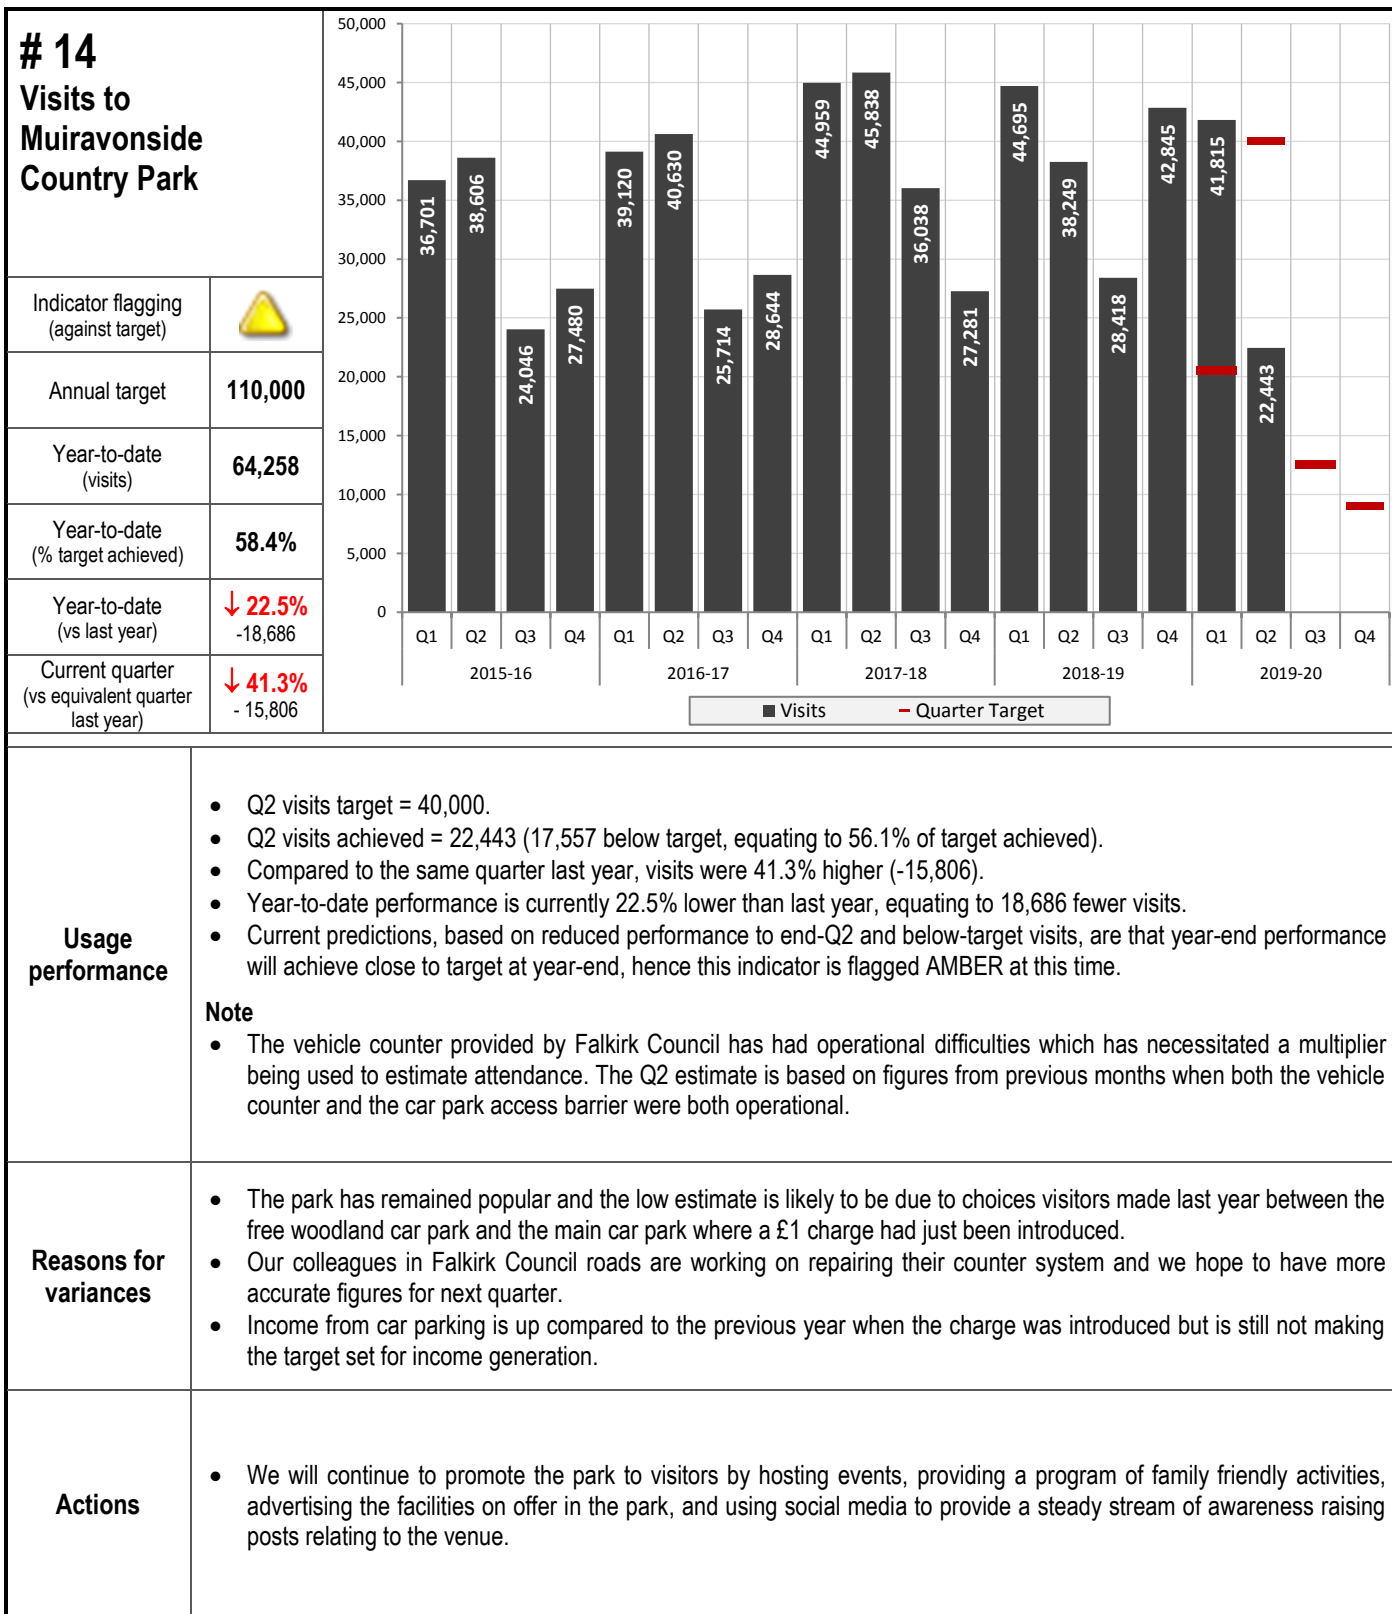 # 14
Visits to
Muiravonside
Country Park
Indicator flagging
(against target)
Annual target
110,000
Year-to-date
(visits)
64,258
Year-to-date
(% target achieved)
58.4%
Year-to-date
(vs last year)
↓ 22.5%
-18,686
Current quarter
(vs equivalent quarter
last year)
↓ 41.3%
- 15,806
50,000
45,000
40,000
35,000
30,000
25,000
20,000
15,000
10,000
5,000
0
36,701
38,606
24,046
27,480
39,120
40,630
25,714
28,644
44,959
45,838
36,038
27,281
44,695
38,249
28,418
42,845
41,815
22,443
Q1 Q2 Q3 Q4 Q1 Q2 Q3 Q4 Q1 Q2 Q3 Q4 Q1 Q2 Q3 Q4 Q1 Q2 Q3 Q4
2015-16 2016-17 2017-18 2018-19 2019-20
Visits Quarter Target
Usage
performance
• Q2 visits target = 40,000.
• Q2 visits achieved = 22,443 (17,557 below target, equating to 56.1% of target achieved).
• Compared to the same quarter last year, visits were 41.3% higher (-15,806).
• Year-to-date performance is currently 22.5% lower than last year, equating to 18,686 fewer visits.
• Current predictions, based on reduced performance to end-Q2 and below-target visits, are that year-end performance
will achieve close to target at year-end, hence this indicator is flagged AMBER at this time.
Note
• The vehicle counter provided by Falkirk Council has had operational difficulties which has necessitated a multiplier
being used to estimate attendance. The Q2 estimate is based on figures from previous months when both the vehicle
counter and the car park access barrier were both operational.
Reasons for
variances
• The park has remained popular and the low estimate is likely to be due to choices visitors made last year between the
free woodland car park and the main car park where a £1 charge had just been introduced.
• Our colleagues in Falkirk Council roads are working on repairing their counter system and we hope to have more
accurate figures for next quarter.
• Income from car parking is up compared to the previous year when the charge was introduced but is still not making
the target set for income generation.
Actions
• We will continue to promote the park to visitors by hosting events, providing a program of family friendly activities,
advertising the facilities on offer in the park, and using social media to provide a steady stream of awareness raising
posts relating to the venue.